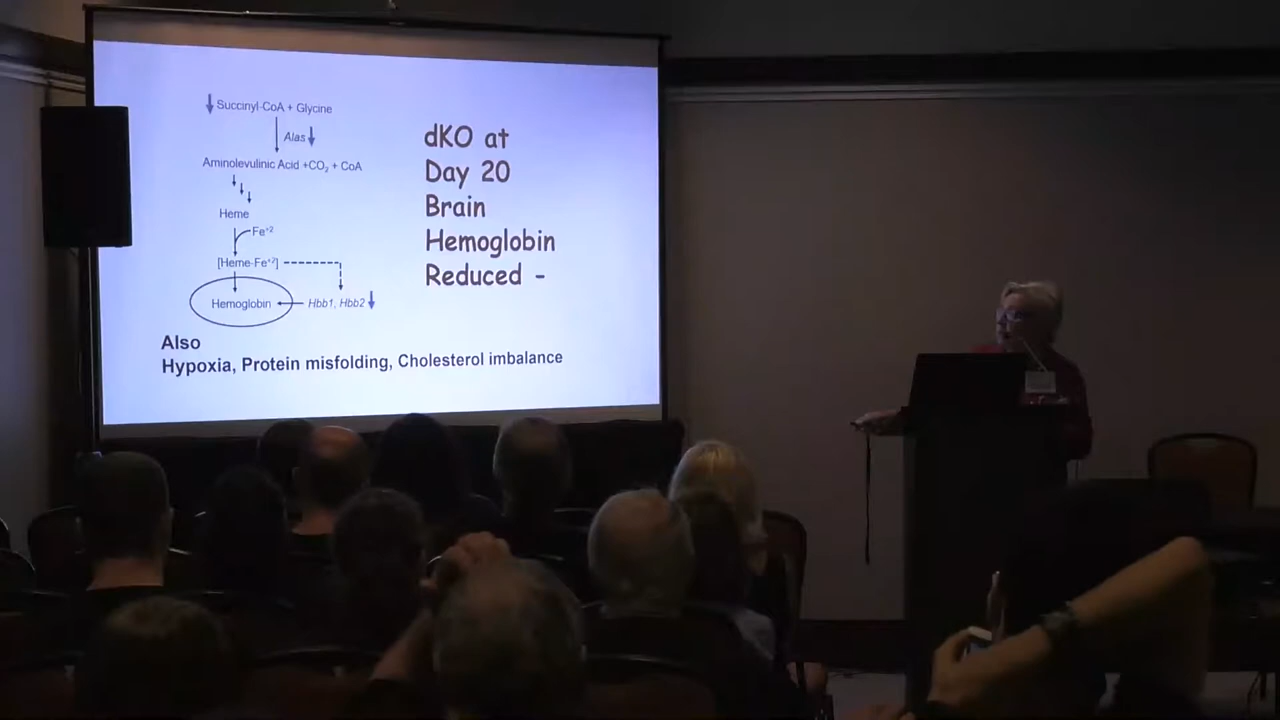 Succinyl-CoA + Glycine
Alas
Aminolevulinic Acid +CO2 + CoA
Heme
Fe+2
[Heme-Fe+2]
Hemoglobin
Hbb1, Hbb2
dKO at
Day 20
Brain
Hemoglobin
Reduced -
Also
Hypoxia, Protein misfolding, Cholesterol imbalance